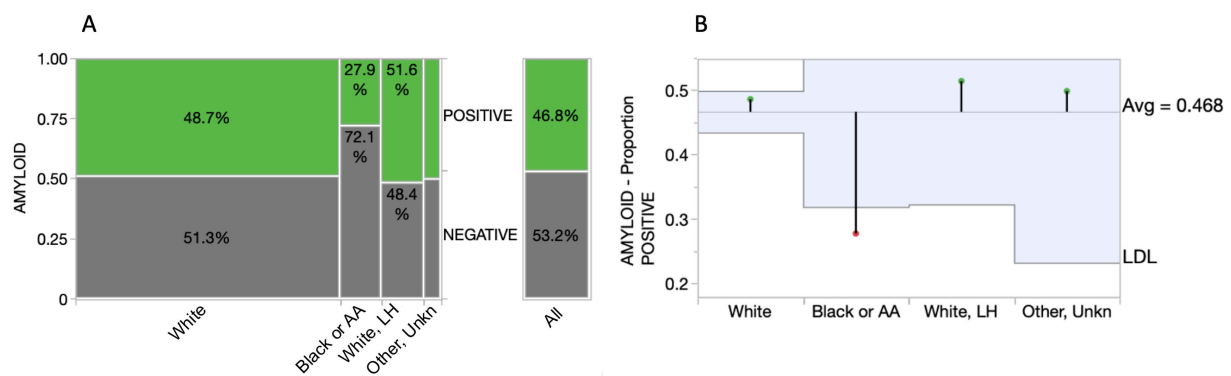 A
1.00
0.75
0.50
0.25
0
AMYLOID
48.7%
51.3%
27.9
%
72.1
%
51.6
%
48.4
%
POSITIVE
NEGATIVE
46.8%
53.2%
White
Black or AA
White, LH
Other, Unkn
All
B
AMYLOID - Proportion
POSITIVE
0.5
0.4
0.3
0.2
Avg = 0.468
LDL
White
Black or AA
White, LH
Other, Unkn